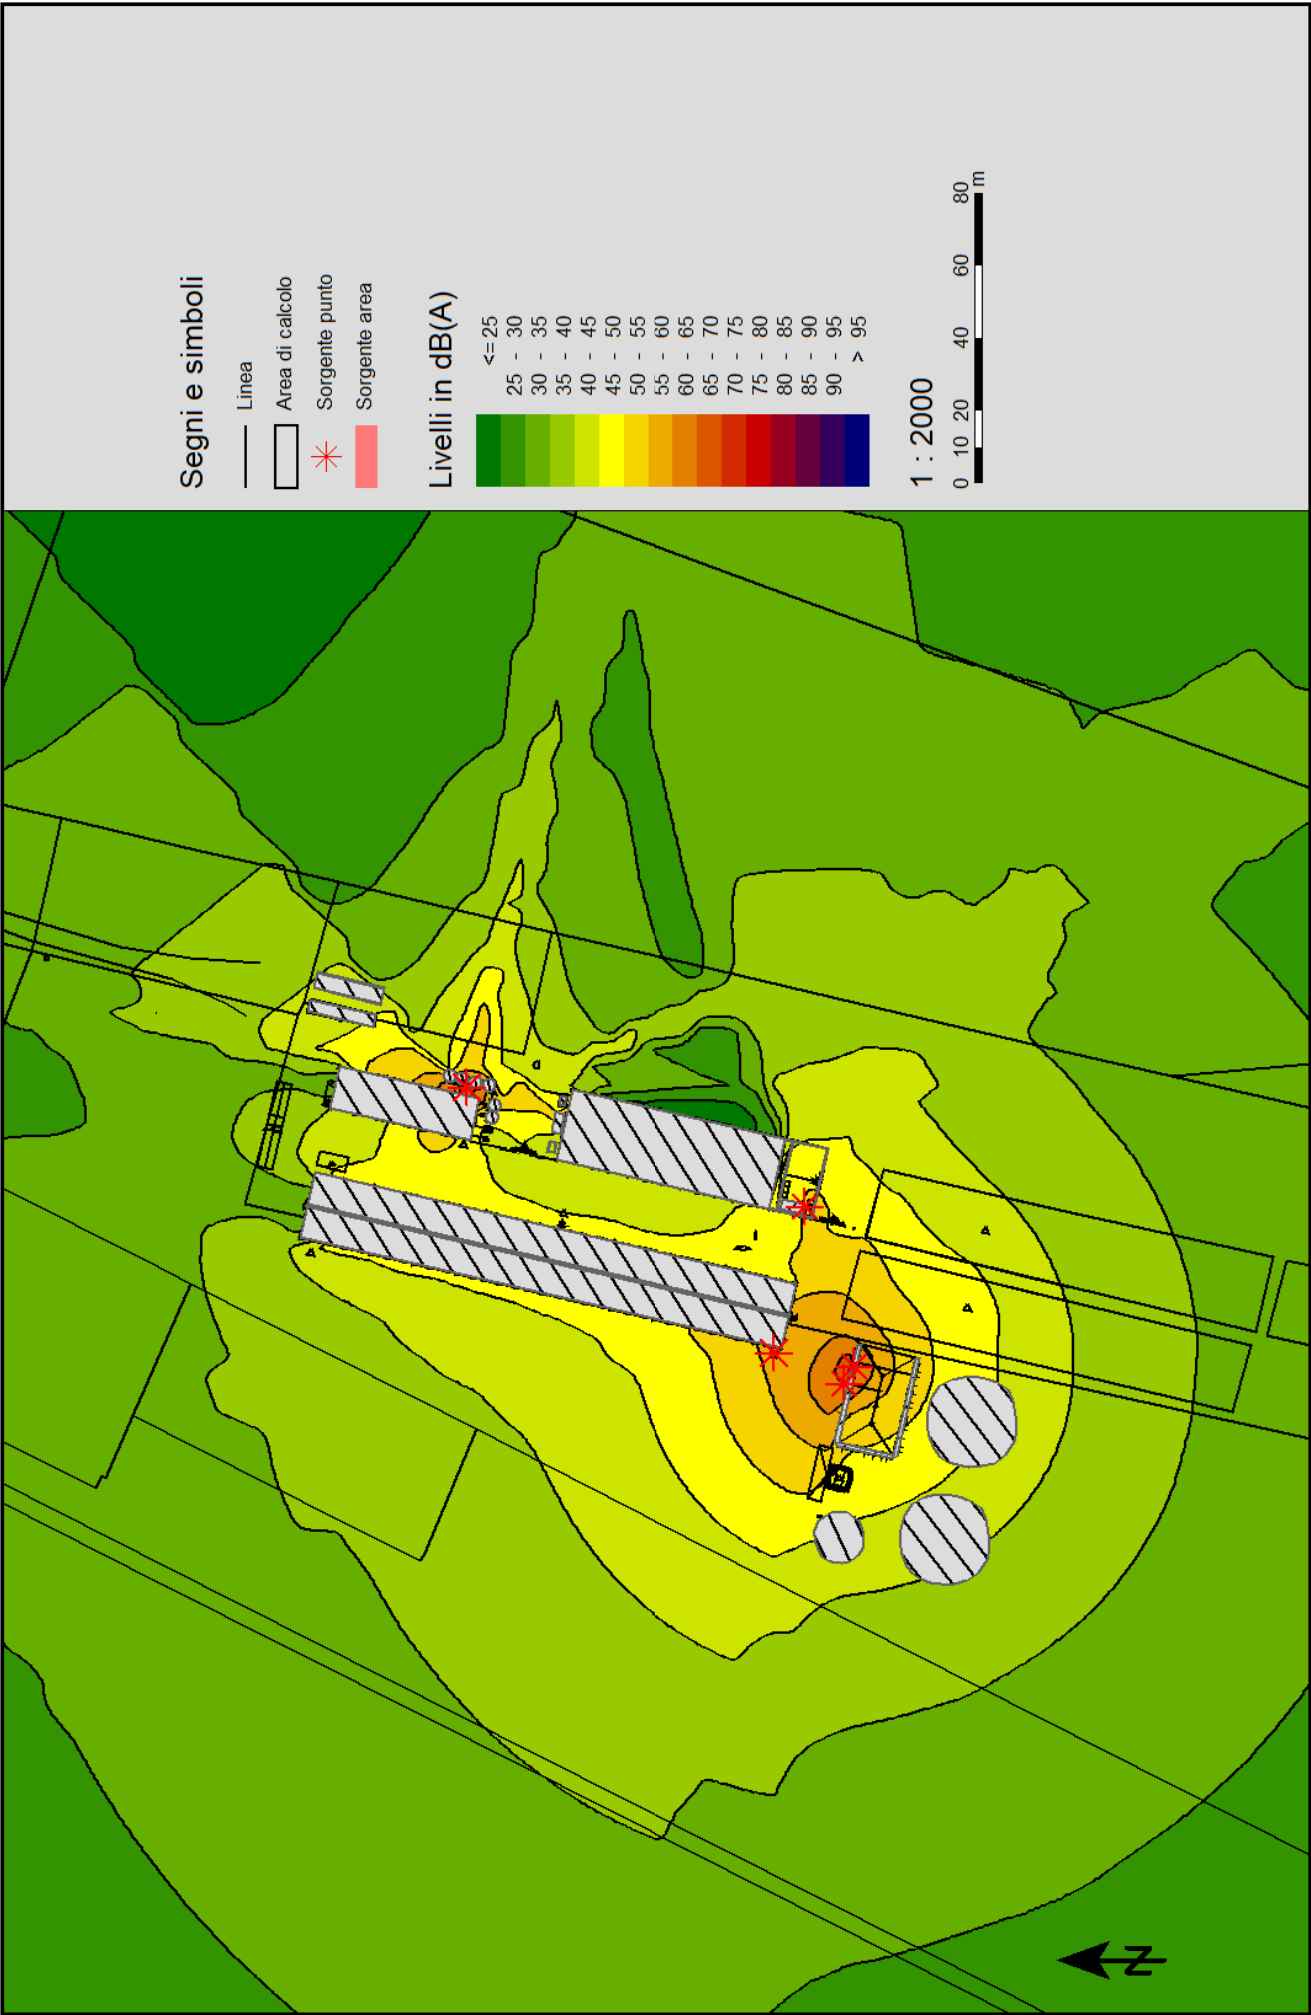 Segni e simboli
Linea
Area di calcolo
Sorgente punto
Sorgente area
Livelli in dB(A)
<= 25
25 - 30
30 - 35
35 - 40
40 - 45
45 - 50
50 - 55
55 - 60
60 - 65
65 - 70
70 - 75
75 - 80
80 - 85
85 - 90
90 - 95
> 95
1 : 2000
0 10 20 40 60 80
m
N